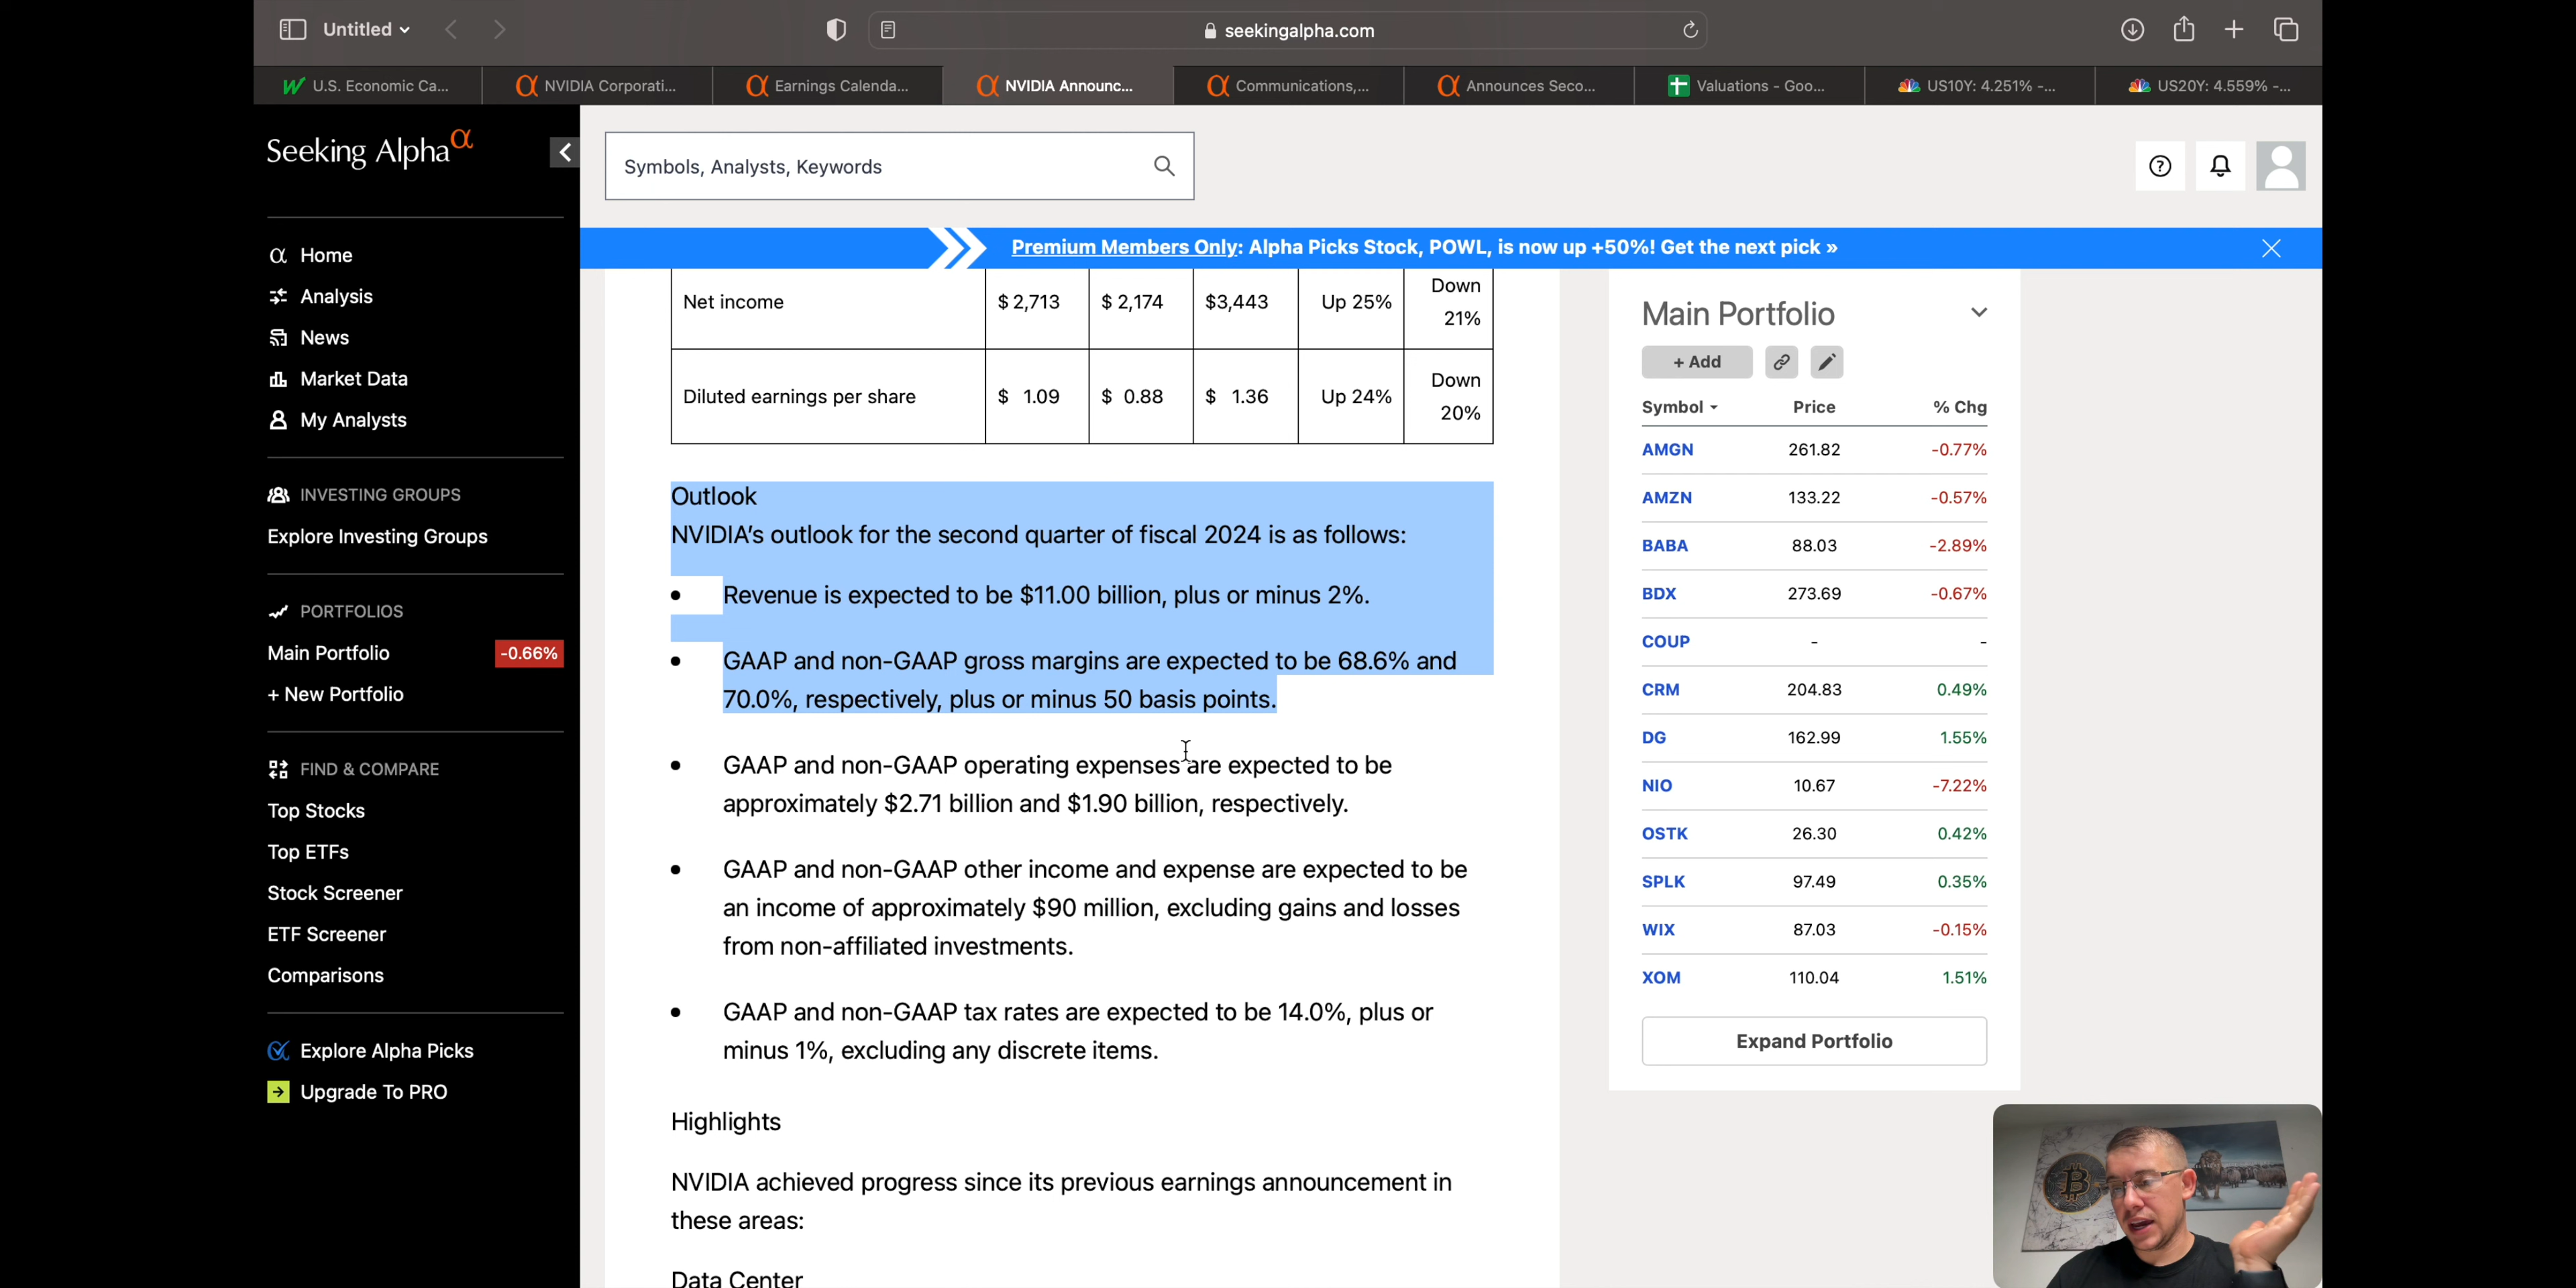 Untitled
seekingalpha.com
U.S. Economic Ca...
NVIDIA Corporati...
Earnings Calenda...
NVIDIA Announc...
Communications,...
Announces Seco...
Valuations - Goo...
US10Y: 4.251% -...
US20Y: 4.559% -...
Seeking Alpha α
Symbols, Analysts, Keywords
Premium Members Only: Alpha Picks Stock, POWL, is now up +50%! Get the next pick »
Home
Analysis
News
Market Data
My Analysts
INVESTING GROUPS
Explore Investing Groups
PORTFOLIOS
Main Portfolio -0.66%
+ New Portfolio
FIND & COMPARE
Top Stocks
Top ETFs
Stock Screener
ETF Screener
Comparisons
Explore Alpha Picks
Upgrade To PRO
Net income $ 2,713 $ 2,174 $3,443 Up 25% Down 21%
Diluted earnings per share $ 1.09 $ 0.88 $ 1.36 Up 24% Down 20%
Outlook
NVIDIA's outlook for the second quarter of fiscal 2024 is as follows:
• Revenue is expected to be $11.00 billion, plus or minus 2%.
• GAAP and non-GAAP gross margins are expected to be 68.6% and
70.0%, respectively, plus or minus 50 basis points.
• GAAP and non-GAAP operating expenses are expected to be
approximately $2.71 billion and $1.90 billion, respectively.
• GAAP and non-GAAP other income and expense are expected to be
an income of approximately $90 million, excluding gains and losses
from non-affiliated investments.
• GAAP and non-GAAP tax rates are expected to be 14.0%, plus or
minus 1%, excluding any discrete items.
Highlights
NVIDIA achieved progress since its previous earnings announcement in
these areas:
Data Center
Main Portfolio
+ Add
Symbol Price % Chg
AMGN 261.82 -0.77%
AMZN 133.22 -0.57%
BABA 88.03 -2.89%
BDX 273.69 -0.67%
COUP - -
CRM 204.83 0.49%
DG 162.99 1.55%
NIO 10.67 -7.22%
OSTK 26.30 0.42%
SPLK 97.49 0.35%
WIX 87.03 -0.15%
XOM 110.04 1.51%
Expand Portfolio